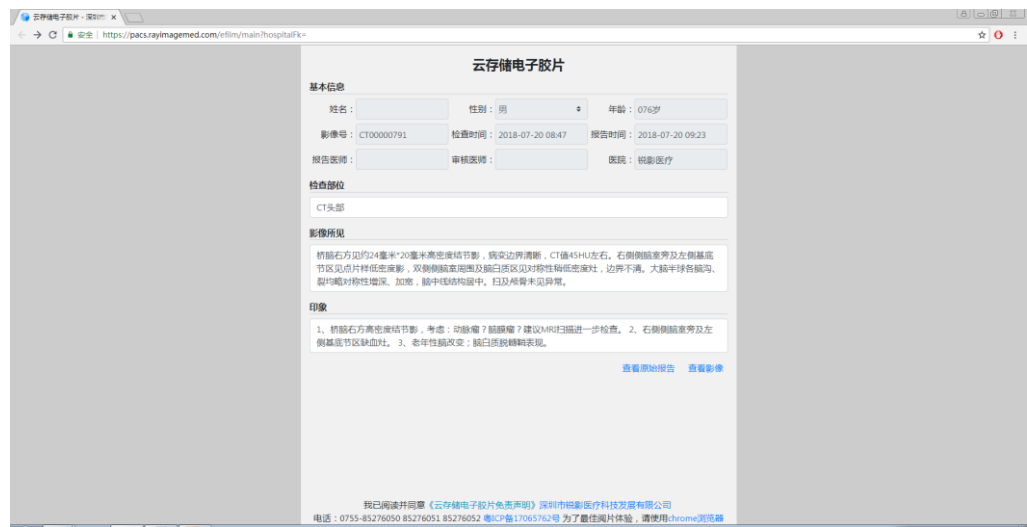 云存储电子胶片 - 深圳市
安全 | https://pacs.rayimagemed.com/efilm/main?hospitalFk=
云存储电子胶片
基本信息
姓名： 性别： 男 年龄： 076岁
影像号： CT00000791 检查时间： 2018-07-20 08:47 报告时间： 2018-07-20 09:23
报告医师： 审核医师： 医院： 锐影医疗
检查部位
CT头部
影像所见
桥脑右方见约24毫米*20毫米高密度结节影，病变边界清晰，CT值45HU左右。右侧侧脑室旁及左侧基底
节区见点片样低密度影，双侧侧脑室周围及脑白质区见对称性稍低密度灶，边界不清。大脑半球各脑沟、
裂均略对称性增深、加宽，脑中线结构居中。扫及颅骨未见异常。
印象
1、桥脑右方高密度结节影，考虑：动脉瘤？脑膜瘤？建议MRI扫描进一步检查。 2、右侧侧脑室旁及左
侧基底节区缺血灶。 3、老年性脑改变；脑白质脱髓鞘表现。
查看原始报告 查看影像
我已阅读并同意《云存储电子胶片免责声明》深圳市锐影医疗科技发展有限公司
电话：0755-85276050 85276051 85276052 粤ICP备17065762号 为了最佳阅片体验，请使用chrome浏览器